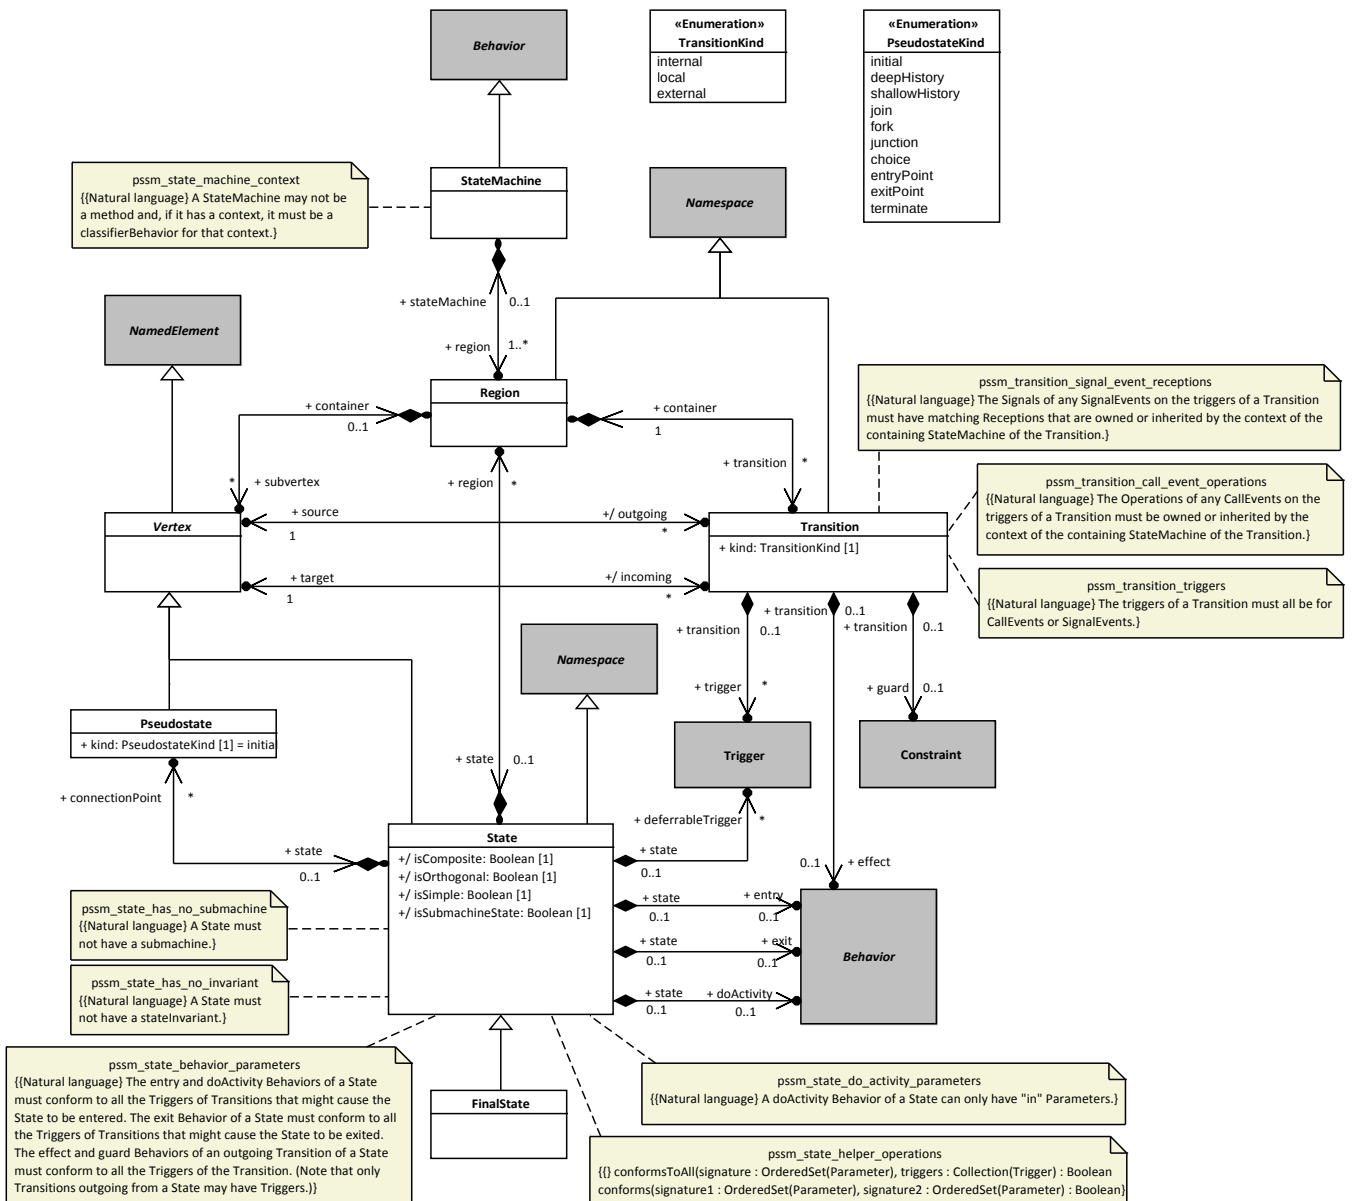 «Enumeration»
TransitionKind
internal
local
external
«Enumeration»
PseudostateKind
initial
deepHistory
shallowHistory
join
fork
junction
choice
entryPoint
exitPoint
terminate
Behavior
pssm_state_machine_context
{{Natural language} A StateMachine may not be
a method and, if it has a context, it must be a
classifierBehavior for that context.}
StateMachine
Namespace
+ stateMachine
0..1
NamedElement
+ region
1..*
Region
+ container
0..1
+ container
1
pssm_transition_signal_event_receptions
{{Natural language} The Signals of any SignalEvents on the triggers of a Transition
must have matching Receptions that are owned or inherited by the context of the
containing StateMachine of the Transition.}
*
+ subvertex
+ region
*
+ transition
*
pssm_transition_call_event_operations
{{Natural language} The Operations of any CallEvents on the
triggers of a Transition must be owned or inherited by the
context of the containing StateMachine of the Transition.}
Vertex
+ source
1
+/ outgoing
*
Transition
+ kind: TransitionKind [1]
+ target
1
+/ incoming
*
pssm_transition_triggers
{{Natural language} The triggers of a Transition must all be for
CallEvents or SignalEvents.}
+ transition
0..1
+ transition
0..1
+ transition
0..1
Namespace
+ trigger
*
+ guard
0..1
Pseudostate
+ kind: PseudostateKind [1] = initial
Trigger
Constraint
+ state
0..1
+ connectionPoint
*
+ deferrableTrigger
*
State
+/ isComposite: Boolean [1]
+/ isOrthogonal: Boolean [1]
+/ isSimple: Boolean [1]
+/ isSubmachineState: Boolean [1]
+ state
0..1
+ state
0..1
0..1
+ effect
+ state
0..1
+ entry
0..1
+ state
0..1
+ exit
0..1
+ state
0..1
+ doActivity
0..1
Behavior
pssm_state_has_no_submachine
{{Natural language} A State must
not have a submachine.}
pssm_state_has_no_invariant
{{Natural language} A State must
not have a stateInvariant.}
pssm_state_behavior_parameters
{{Natural language} The entry and doActivity Behaviors of a State
must conform to all the Triggers of Transitions that might cause the
State to be entered. The exit Behavior of a State must conform to all
the Triggers of Transitions that might cause the State to be exited.
The effect and guard Behaviors of an outgoing Transition of a State
must conform to all the Triggers of the Transition. (Note that only
Transitions outgoing from a State may have Triggers.)}
FinalState
pssm_state_do_activity_parameters
{{Natural language} A doActivity Behavior of a State can only have "in" Parameters.}
pssm_state_helper_operations
{{} conformsToAll(signature : OrderedSet(Parameter), triggers : Collection(Trigger) : Boolean
conforms(signature1 : OrderedSet(Parameter), signature2 : OrderedSet(Parameter) : Boolean}